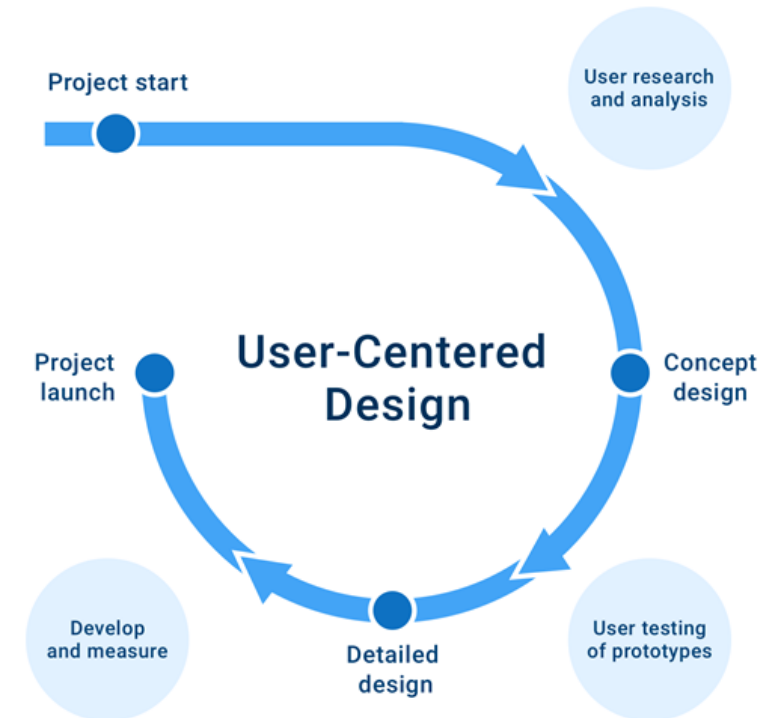 Project start
User research
and analysis
User-Centered
Design
Project
launch
Concept
design
Develop
and measure
Detailed
design
User testing
of prototypes